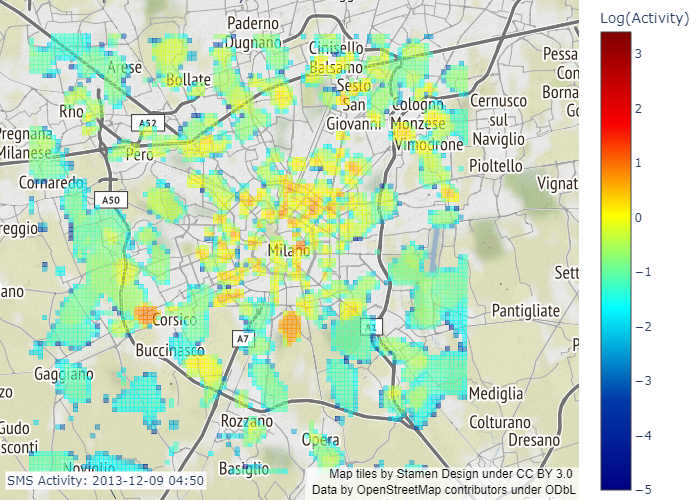 Log(Activity)
3
2
1
0
−1
−2
−3
−4
−5
Paderno
Dugnano
Cinisello
Balsamo
Arese
Bollate
Sesto
San
Giovanni
Cologno
Monzese
Cernusco
sul
Naviglio
Pessa
Con
Borna
Go
Rho
A52
Pero
Vimodrone
Pioltello
Pregnana
Milanese
Cornaredo
A50
Vignat
reggio
Milano
Sett
ano
Corsico
A1
Pantigliate
A7
Buccinasco
P
Gaggiano
zo
Mediglia
Rozzano
Colturano
Dresano
Gudo
sconti
Opera
Noviglio
Basiglio
SMS Activity: 2013-12-09 04:50
Map tiles by Stamen Design under CC BY 3.0
Data by OpenStreetMap contributors under ODbL